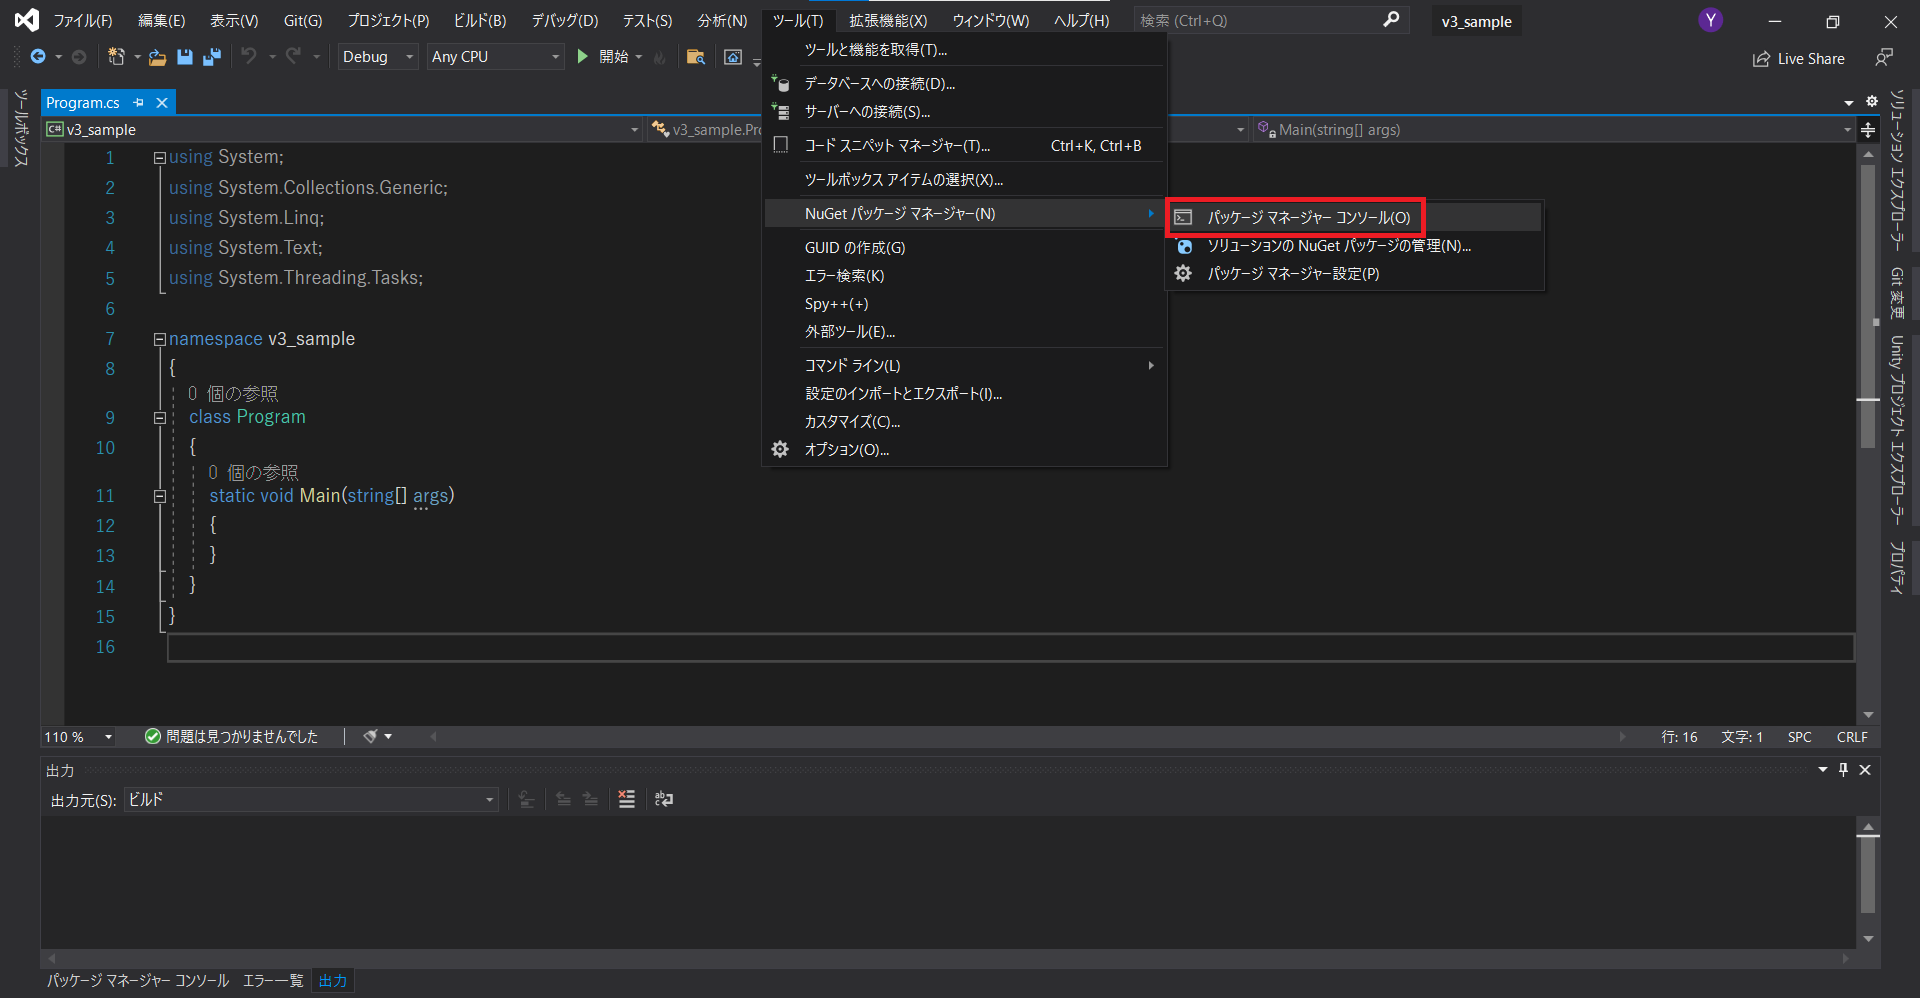 ファイル(F) 編集(E) 表示(V) Git(G) プロジェクト(P) ビルド(B) デバッグ(D) テスト(S) 分析(N) ツール(T) 拡張機能(X) ウィンドウ(W) ヘルプ(H) 検索 (Ctrl+Q) v3_sample Y
Debug Any CPU 開始 Live Share
ツールと機能を取得(T)...
データベースへの接続(D)...
サーバーへの接続(S)...
コード スニペット マネージャー(T)... Ctrl+K, Ctrl+B
ツールボックス アイテムの選択(X)...
NuGet パッケージ マネージャー(N)
GUID の作成(G)
エラー検索(K)
Spy++(+)
外部ツール(E)...
コマンド ライン(L)
設定のインポートとエクスポート(I)...
カスタマイズ(C)...
オプション(O)...
パッケージ マネージャー コンソール(O)
ソリューションの NuGet パッケージの管理(N)...
パッケージ マネージャー設定(P)
ツールボックス
Program.cs
C# v3_sample v3_sample.Pro Main(string[] args)
1 using System;
2 using System.Collections.Generic;
3 using System.Linq;
4 using System.Text;
5 using System.Threading.Tasks;
6
7 namespace v3_sample
8 {
0 個の参照
9 class Program
10 {
0 個の参照
11 static void Main(string[] args)
12 {
13 }
14 }
15 }
16
ソリューション エクスプローラー
Git 変更
Unity プロジェクト エクスプローラー
プロパティ
110 % 問題は見つかりませんでした 行: 16 文字: 1 SPC CRLF
出力
出力元(S): ビルド
パッケージ マネージャー コンソール エラー一覧 出力